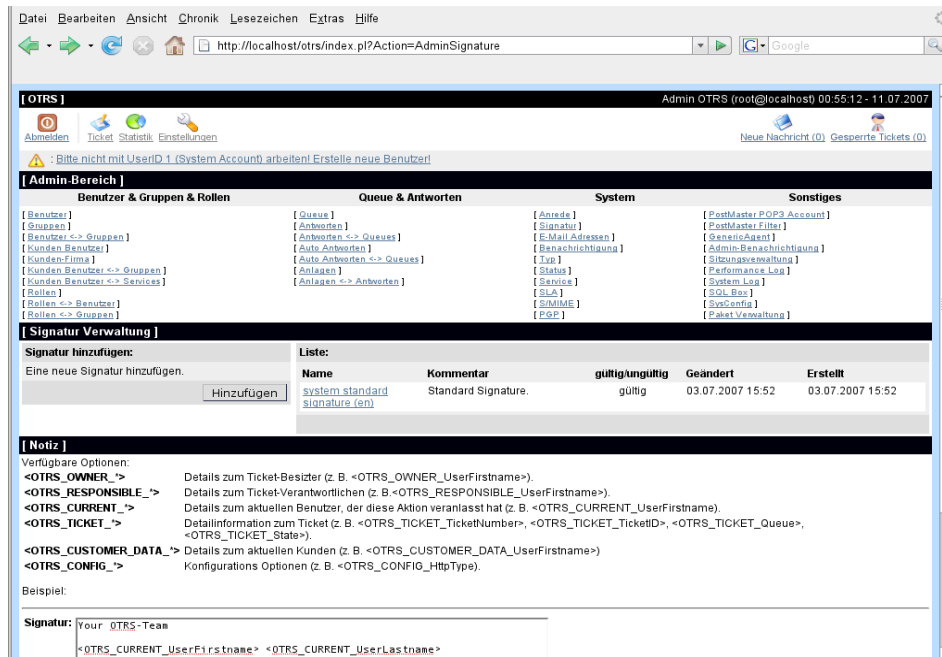 Datei Bearbeiten Ansicht Chronik Lesezeichen Extras Hilfe
http://localhost/otrs/index.pl?Action=AdminSignature
G Google
[ OTRS ] Admin OTRS (root@localhost) 00:55:12 - 11.07.2007
Abmelden Ticket Statistik Einstellungen Neue Nachricht (0) Gesperrte Tickets (0)
: Bitte nicht mit UserID 1 (System Account) arbeiten! Erstelle neue Benutzer!
[ Admin-Bereich ]
Benutzer & Gruppen & Rollen Queue & Antworten System Sonstiges
[ Benutzer ] [ Queue ] [ Anrede ] [ PostMaster POP3 Account ]
[ Gruppen ] [ Antworten ] [ Signatur ] [ PostMaster Filter ]
[ Benutzer <-> Gruppen ] [ Antworten <-> Queues ] [ E-Mail Adressen ] [ GenericAgent ]
[ Kunden Benutzer ] [ Auto Antworten ] [ Benachrichtigung ] [ Admin-Benachrichtigung ]
[ Kunden-Firma ] [ Auto Antworten <-> Queues ] [ Typ ] [ Sitzungsverwaltung ]
[ Kunden Benutzer <-> Gruppen ] [ Anlagen ] [ Status ] [ Performance Log ]
[ Kunden Benutzer <-> Services ] [ Anlagen <-> Antworten ] [ Service ] [ System Log ]
[ Rollen ] [ SLA ] [ SQL Box ]
[ Rollen <-> Benutzer ] [ S/MIME ] [ SysConfig ]
[ Rollen <-> Gruppen ] [ PGP ] [ Paket Verwaltung ]
[ Signatur Verwaltung ]
Signatur hinzufügen: Liste:
Eine neue Signatur hinzufügen. Name Kommentar gültig/ungültig Geändert Erstellt
Hinzufügen system standard signature (en) Standard Signature. gültig 03.07.2007 15:52 03.07.2007 15:52
[ Notiz ]
Verfügbare Optionen:
<OTRS_OWNER_*> Details zum Ticket-Besizter (z. B. <OTRS_OWNER_UserFirstname>).
<OTRS_RESPONSIBLE_*> Details zum Ticket-Verantwortlichen (z. B.<OTRS_RESPONSIBLE_UserFirstname>).
<OTRS_CURRENT_*> Details zum aktuellen Benutzer, der diese Aktion veranlasst hat (z. B. <OTRS_CURRENT_UserFirstname).
<OTRS_TICKET_*> Detailinformation zum Ticket (z. B. <OTRS_TICKET_TicketNumber>, <OTRS_TICKET_TicketID>, <OTRS_TICKET_Queue>,
<OTRS_TICKET_State>).
<OTRS_CUSTOMER_DATA_*> Details zum aktuellen Kunden (z. B. <OTRS_CUSTOMER_DATA_UserFirstname>)
<OTRS_CONFIG_*> Konfigurations Optionen (z. B. <OTRS_CONFIG_HttpType).
Beispiel:
Signatur: Your OTRS-Team
<OTRS_CURRENT_UserFirstname> <OTRS_CURRENT_UserLastname>